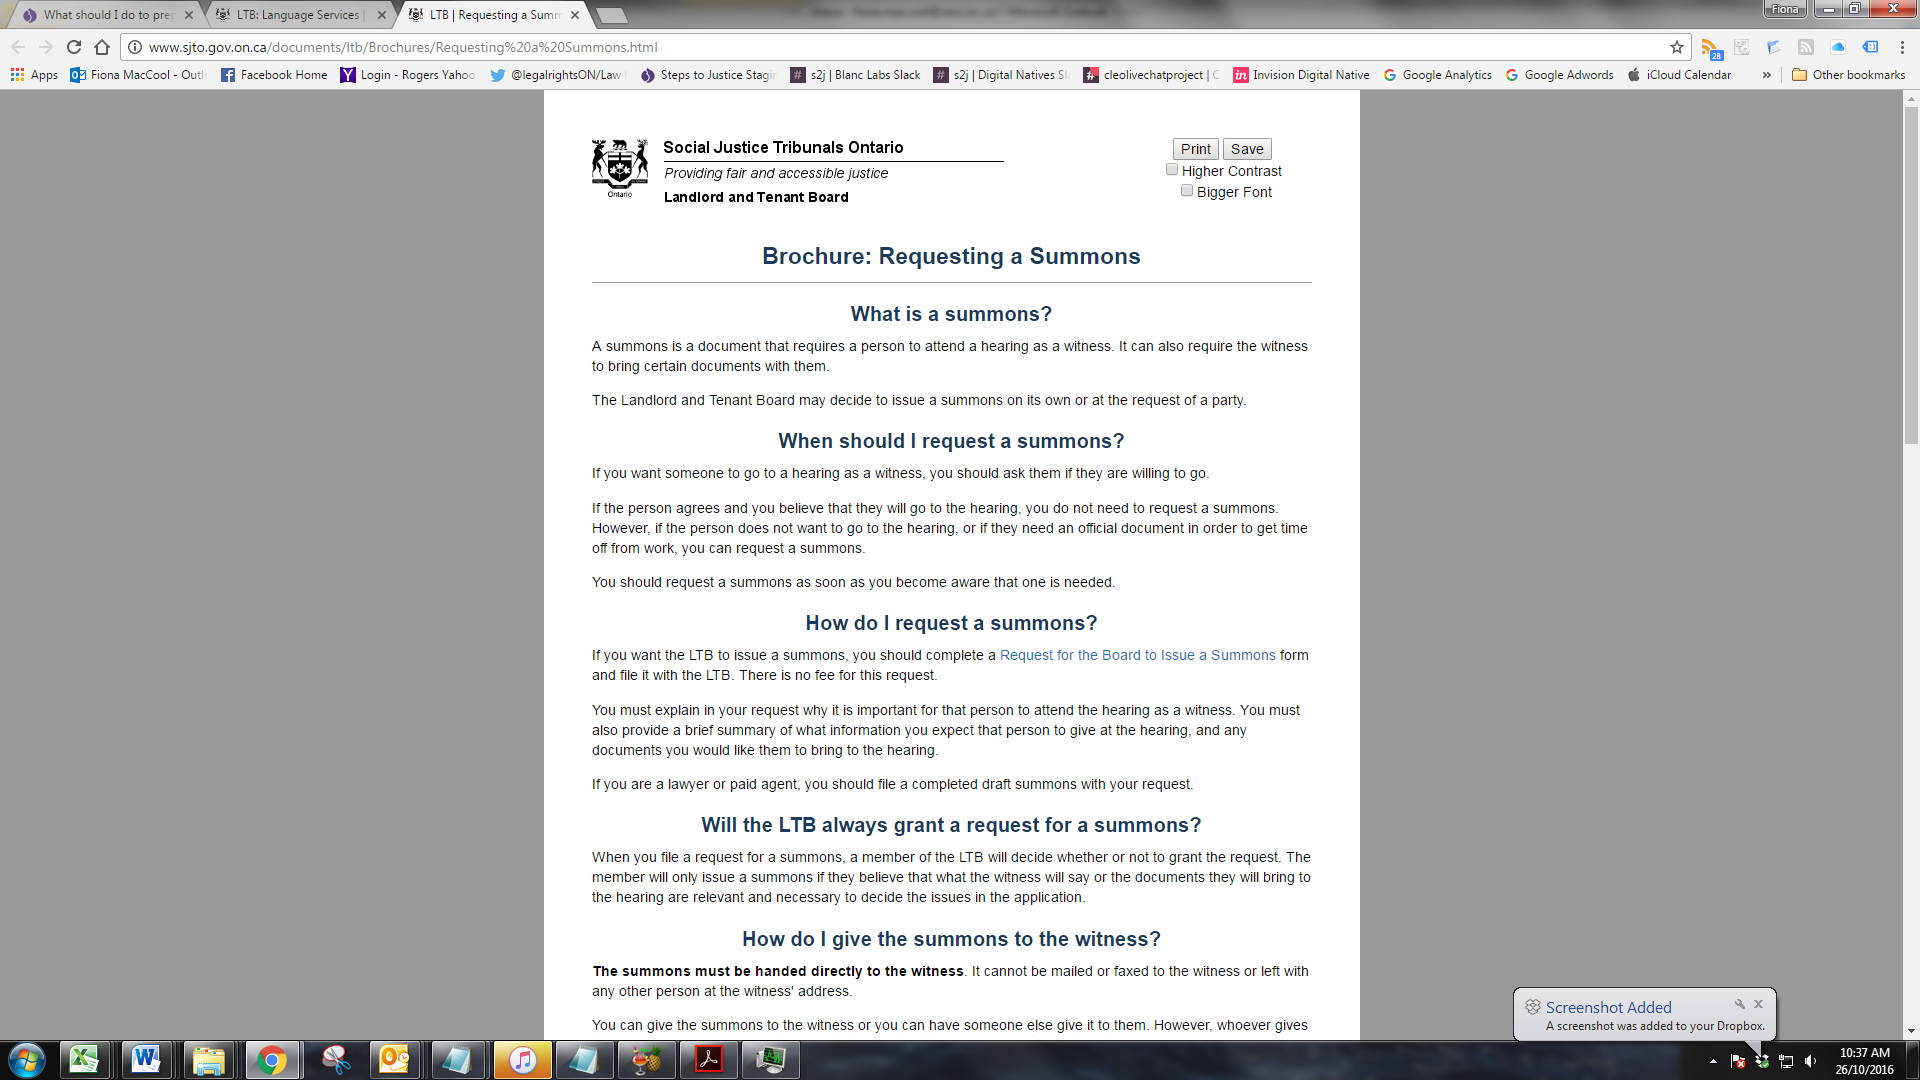 What should I do to prep
LTB: Language Services |
LTB | Requesting a Summ
Fiona
www.sjto.gov.on.ca/documents/ltb/Brochures/Requesting%20a%20Summons.html
28
Apps
Fiona MacCool - Outl
Facebook Home
Login - Rogers Yahoo
@legalrightsON/Law
Steps to Justice Stagin
s2j | Blanc Labs Slack
s2j | Digital Natives Sl
cleolivechatproject | C
Invision Digital Native
Google Analytics
Google Adwords
iCloud Calendar
»
Other bookmarks
Ontario
Social Justice Tribunals Ontario
Providing fair and accessible justice
Landlord and Tenant Board
Print Save
Higher Contrast
Bigger Font
Brochure: Requesting a Summons
What is a summons?
A summons is a document that requires a person to attend a hearing as a witness. It can also require the witness
to bring certain documents with them.
The Landlord and Tenant Board may decide to issue a summons on its own or at the request of a party.
When should I request a summons?
If you want someone to go to a hearing as a witness, you should ask them if they are willing to go.
If the person agrees and you believe that they will go to the hearing, you do not need to request a summons.
However, if the person does not want to go to the hearing, or if they need an official document in order to get time
off from work, you can request a summons.
You should request a summons as soon as you become aware that one is needed.
How do I request a summons?
If you want the LTB to issue a summons, you should complete a Request for the Board to Issue a Summons form
and file it with the LTB. There is no fee for this request.
You must explain in your request why it is important for that person to attend the hearing as a witness. You must
also provide a brief summary of what information you expect that person to give at the hearing, and any
documents you would like them to bring to the hearing.
If you are a lawyer or paid agent, you should file a completed draft summons with your request.
Will the LTB always grant a request for a summons?
When you file a request for a summons, a member of the LTB will decide whether or not to grant the request. The
member will only issue a summons if they believe that what the witness will say or the documents they will bring to
the hearing are relevant and necessary to decide the issues in the application.
How do I give the summons to the witness?
The summons must be handed directly to the witness. It cannot be mailed or faxed to the witness or left with
any other person at the witness' address.
You can give the summons to the witness or you can have someone else give it to them. However, whoever gives
Screenshot Added
A screenshot was added to your Dropbox.
10:37 AM
26/10/2016